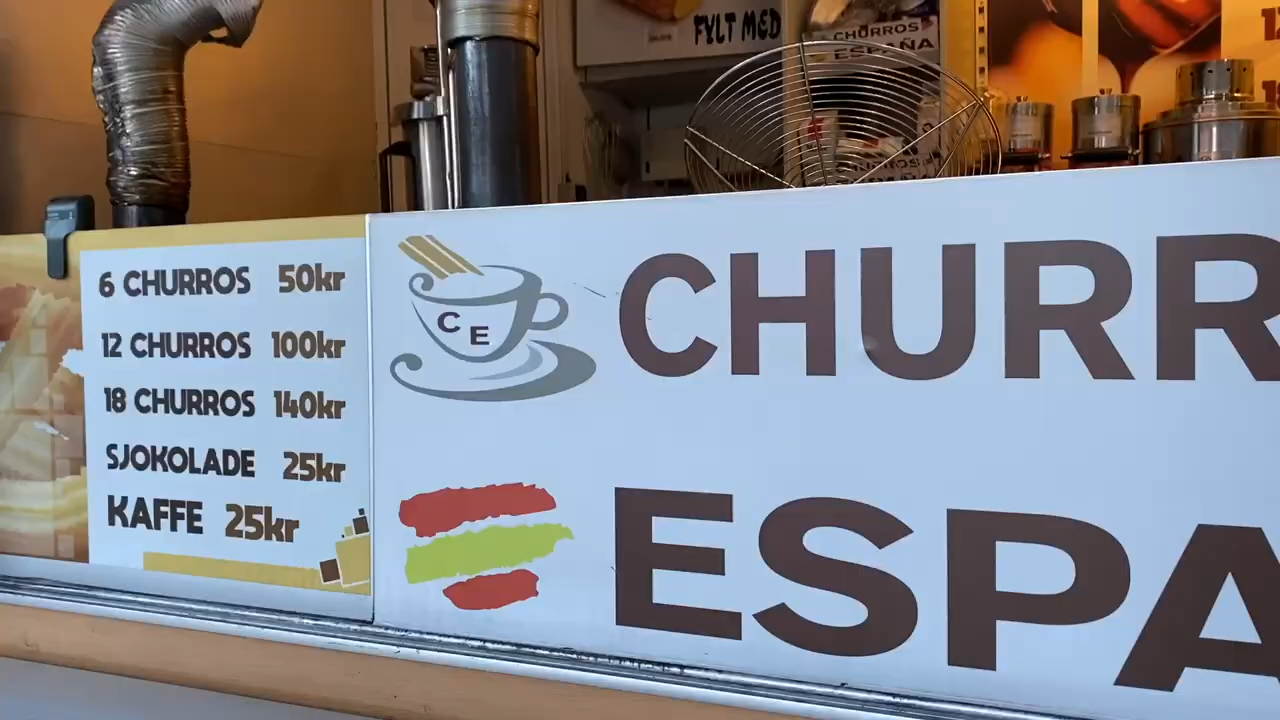 FYLT MED
CHURROS
ESPAÑA
6 CHURROS 50kr
12 CHURROS 100kr
18 CHURROS 140kr
SJOKOLADE 25kr
KAFFE 25kr
C E
CHURR
ESPA